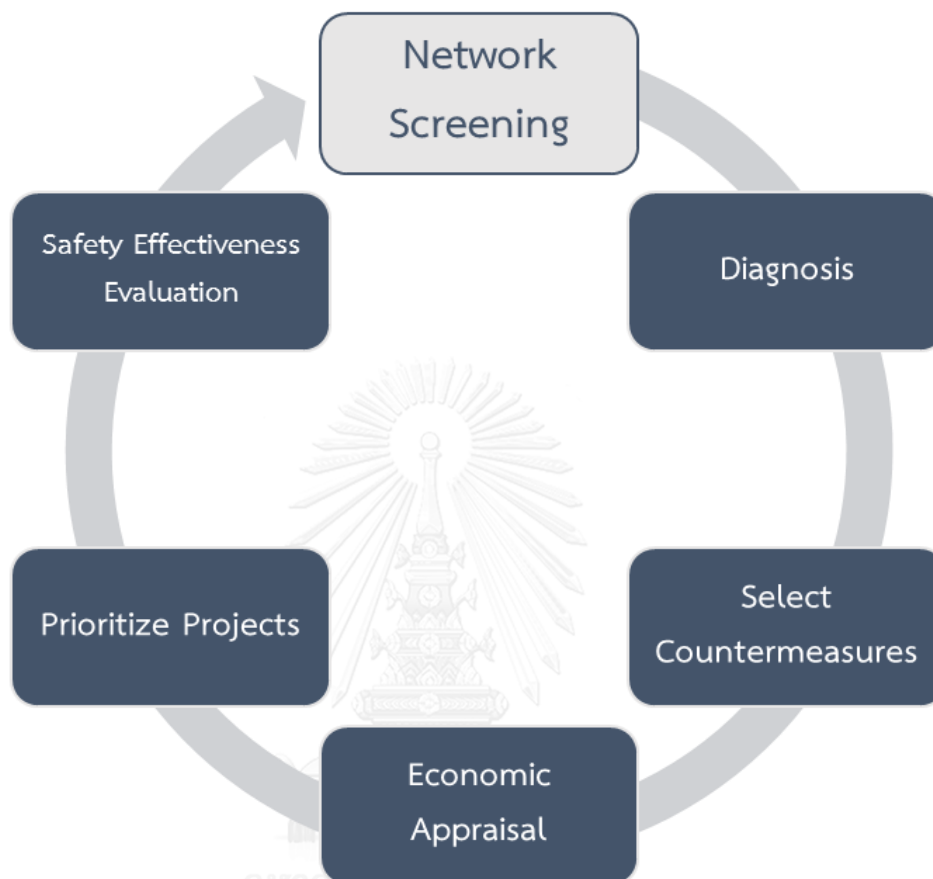 Network
Screening
Diagnosis
Select
Countermeasures
Economic
Appraisal
Prioritize Projects
Safety Effectiveness
Evaluation